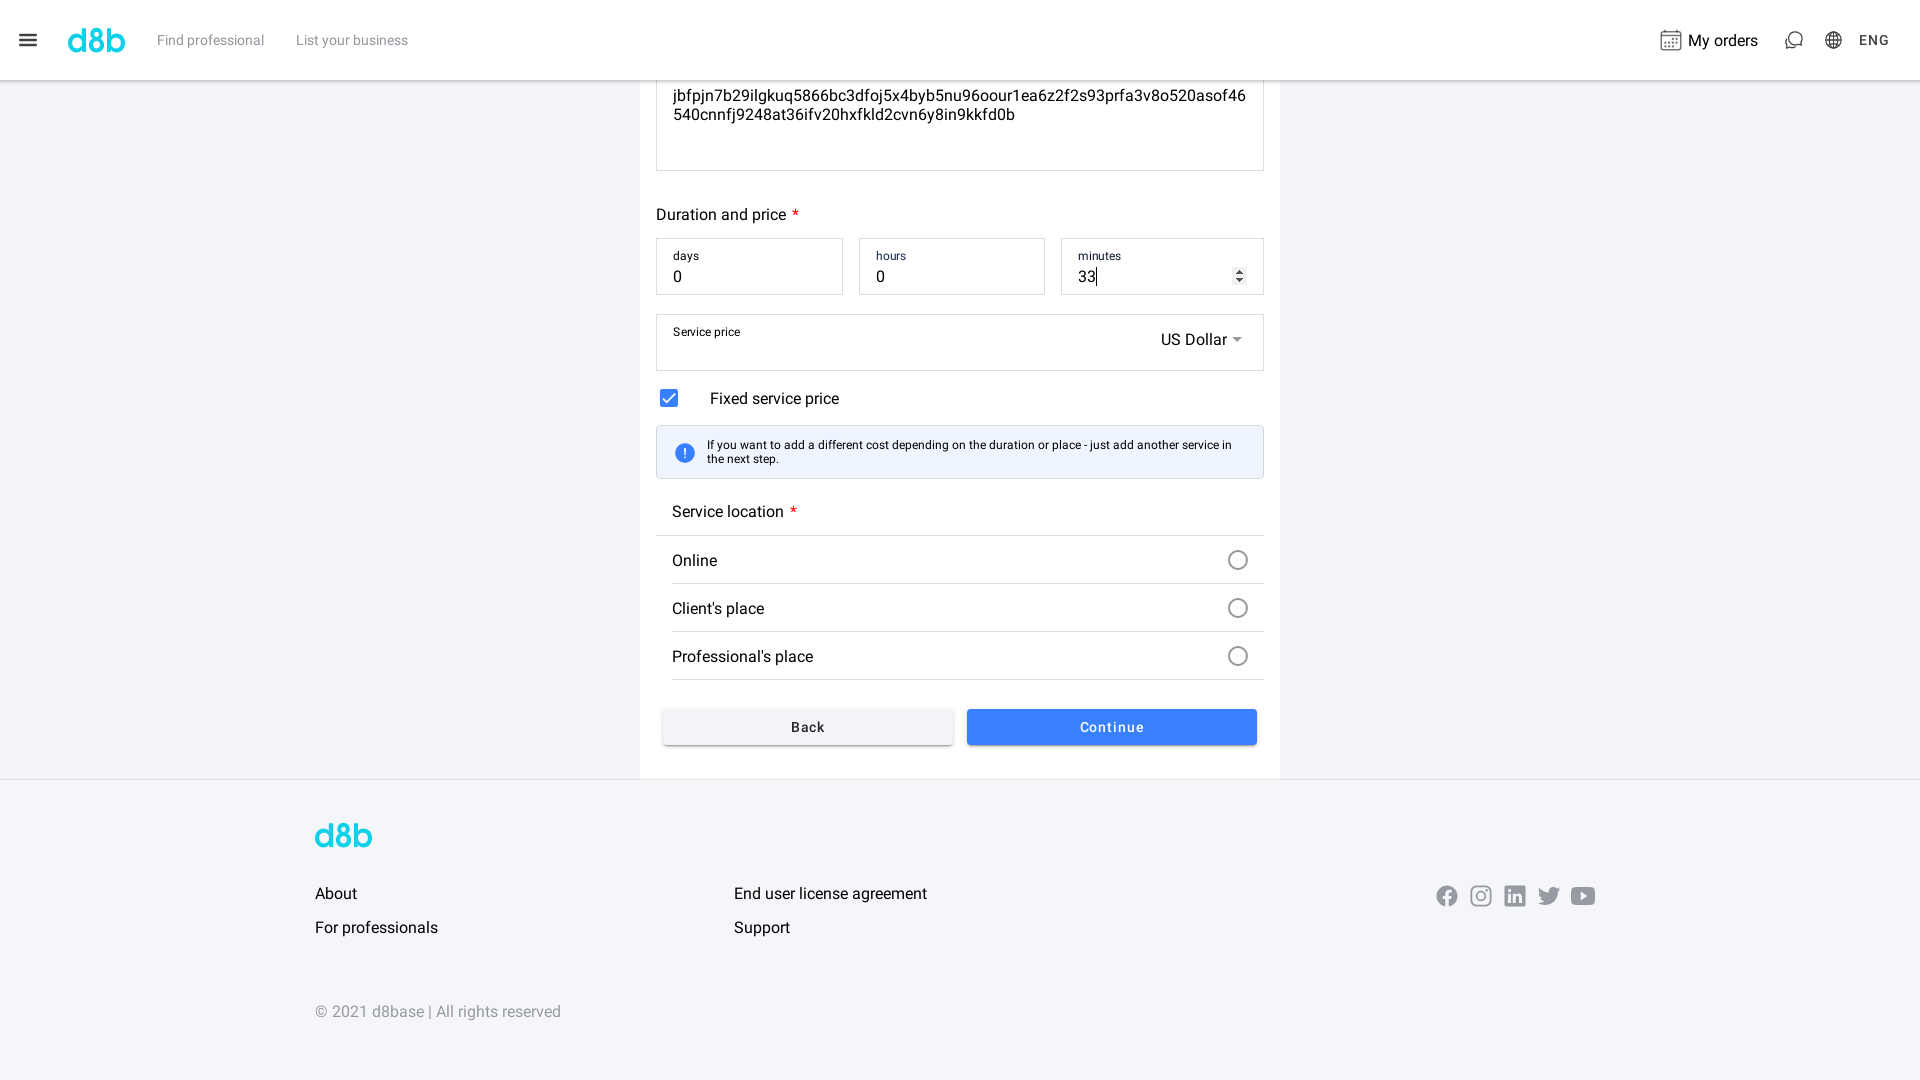 d8b
Find professional
List your business
My orders
ENG
jbfpjn7b29ilgkuq5866bc3dfoj5x4byb5nu96oour1ea6z2f2s93prfa3v8o520asof46
540cnnfj9248at36ifv20hxfkld2cvn6y8in9kkfd0b
Duration and price *
days
0
hours
0
minutes
33
Service price
US Dollar
Fixed service price
If you want to add a different cost depending on the duration or place - just add another service in
the next step.
Service location *
Online
Client's place
Professional's place
Back
Continue
d8b
About
For professionals
End user license agreement
Support
© 2021 d8base | All rights reserved